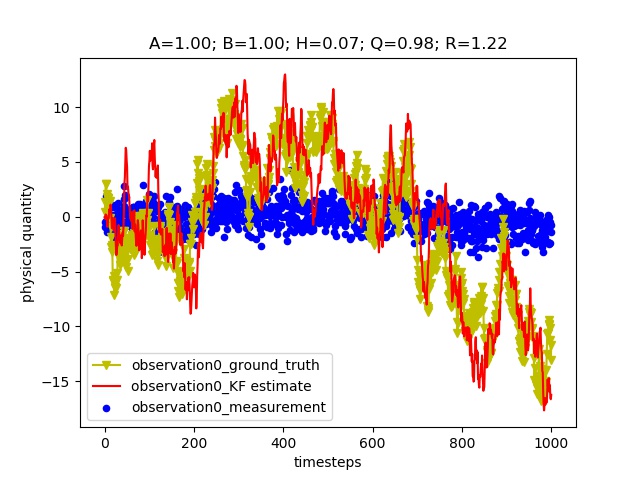 A=1.00; B=1.00; H=0.07; Q=0.98; R=1.22
physical quantity
10
5
0
−5
−10
−15
observation0_ground_truth
observation0_KF estimate
observation0_measurement
0 200 400 600 800 1000
timesteps